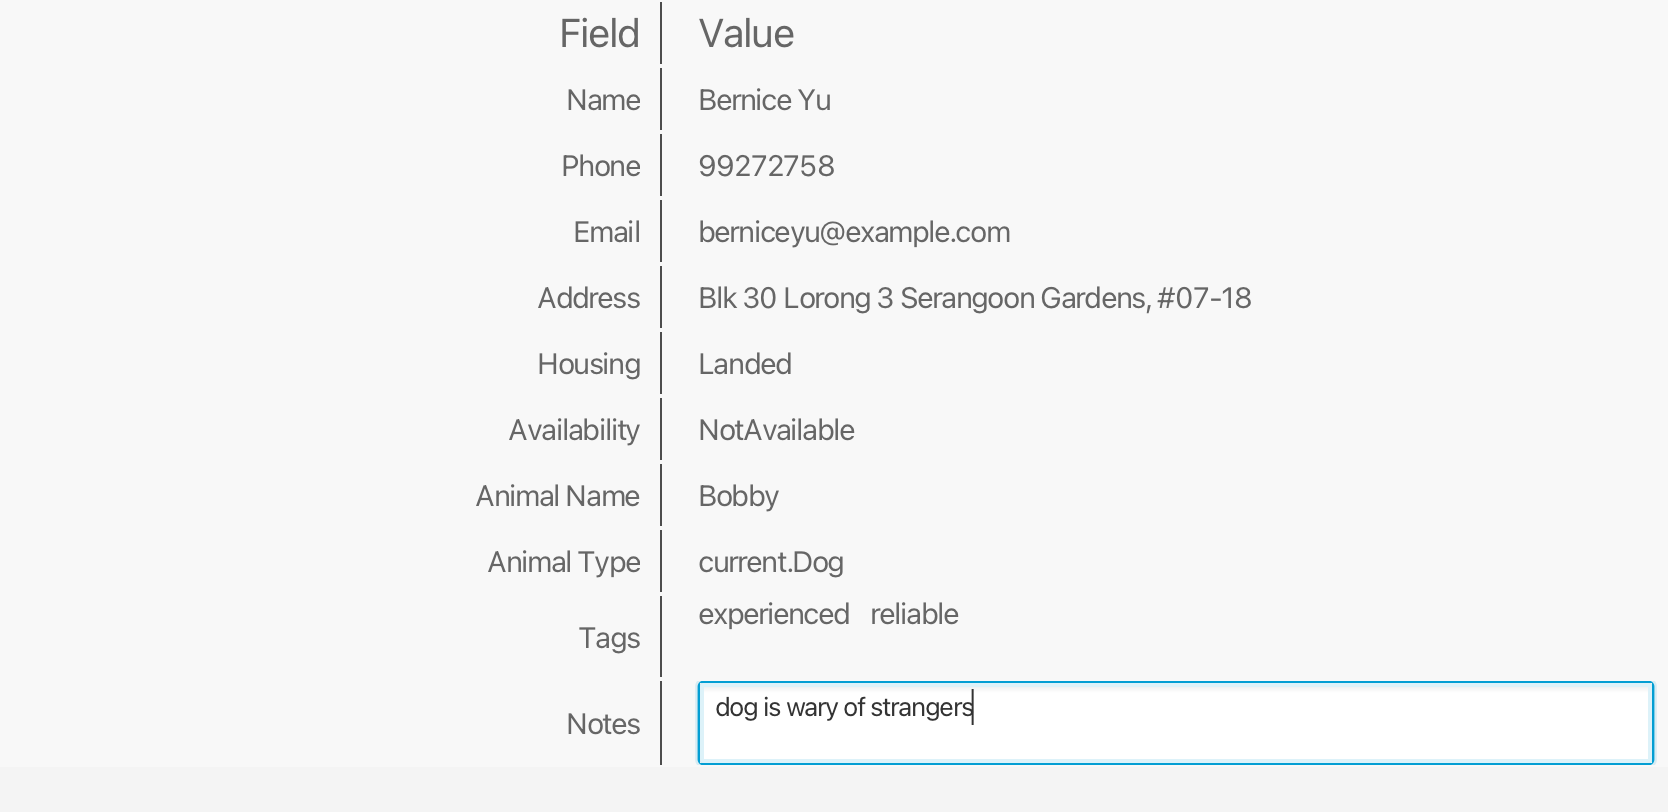 Field Value
Name Bernice Yu
Phone 99272758
Email berniceyu@example.com
Address Blk 30 Lorong 3 Serangoon Gardens, #07-18
Housing Landed
Availability NotAvailable
Animal Name Bobby
Animal Type current.Dog
Tags experienced reliable
Notes dog is wary of strangers